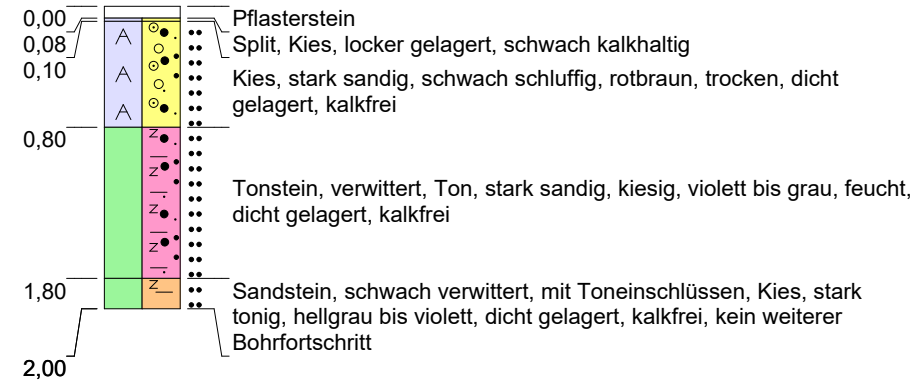 0,00
Pflasterstein
0,08
Split, Kies, locker gelagert, schwach kalkhaltig
0,10
Kies, stark sandig, schwach schluffig, rotbraun, trocken, dicht
gelagert, kalkfrei
A
A
A
0,80
Tonstein, verwittert, Ton, stark sandig, kiesig, violett bis grau, feucht,
dicht gelagert, kalkfrei
Z
Z
Z
Z
1,80
Sandstein, schwach verwittert, mit Toneinschlüssen, Kies, stark
tonig, hellgrau bis violett, dicht gelagert, kalkfrei, kein weiterer
Bohrfortschritt
Z
2,00